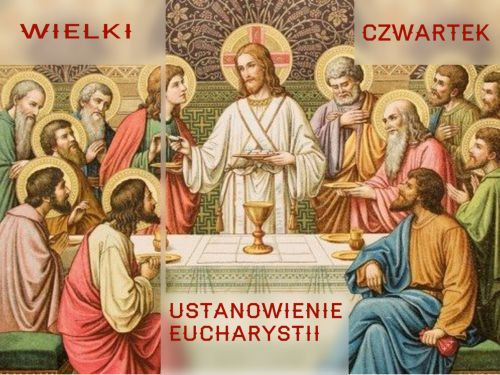 WIELKI
CZWARTEK
USTANOWIENIE
EUCHARYSTII